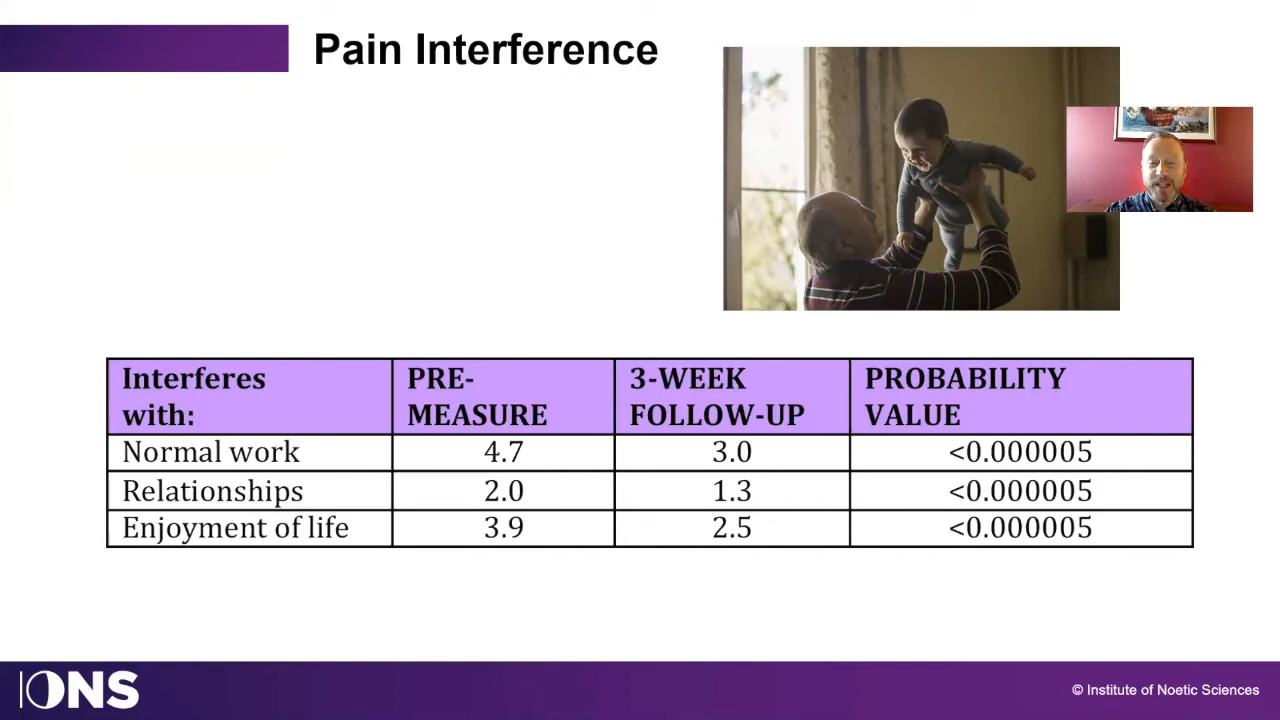 Pain Interference
Interferes with: PRE-MEASURE 3-WEEK FOLLOW-UP PROBABILITY VALUE
Normal work 4.7 3.0 <0.000005
Relationships 2.0 1.3 <0.000005
Enjoyment of life 3.9 2.5 <0.000005
IONS
© Institute of Noetic Sciences